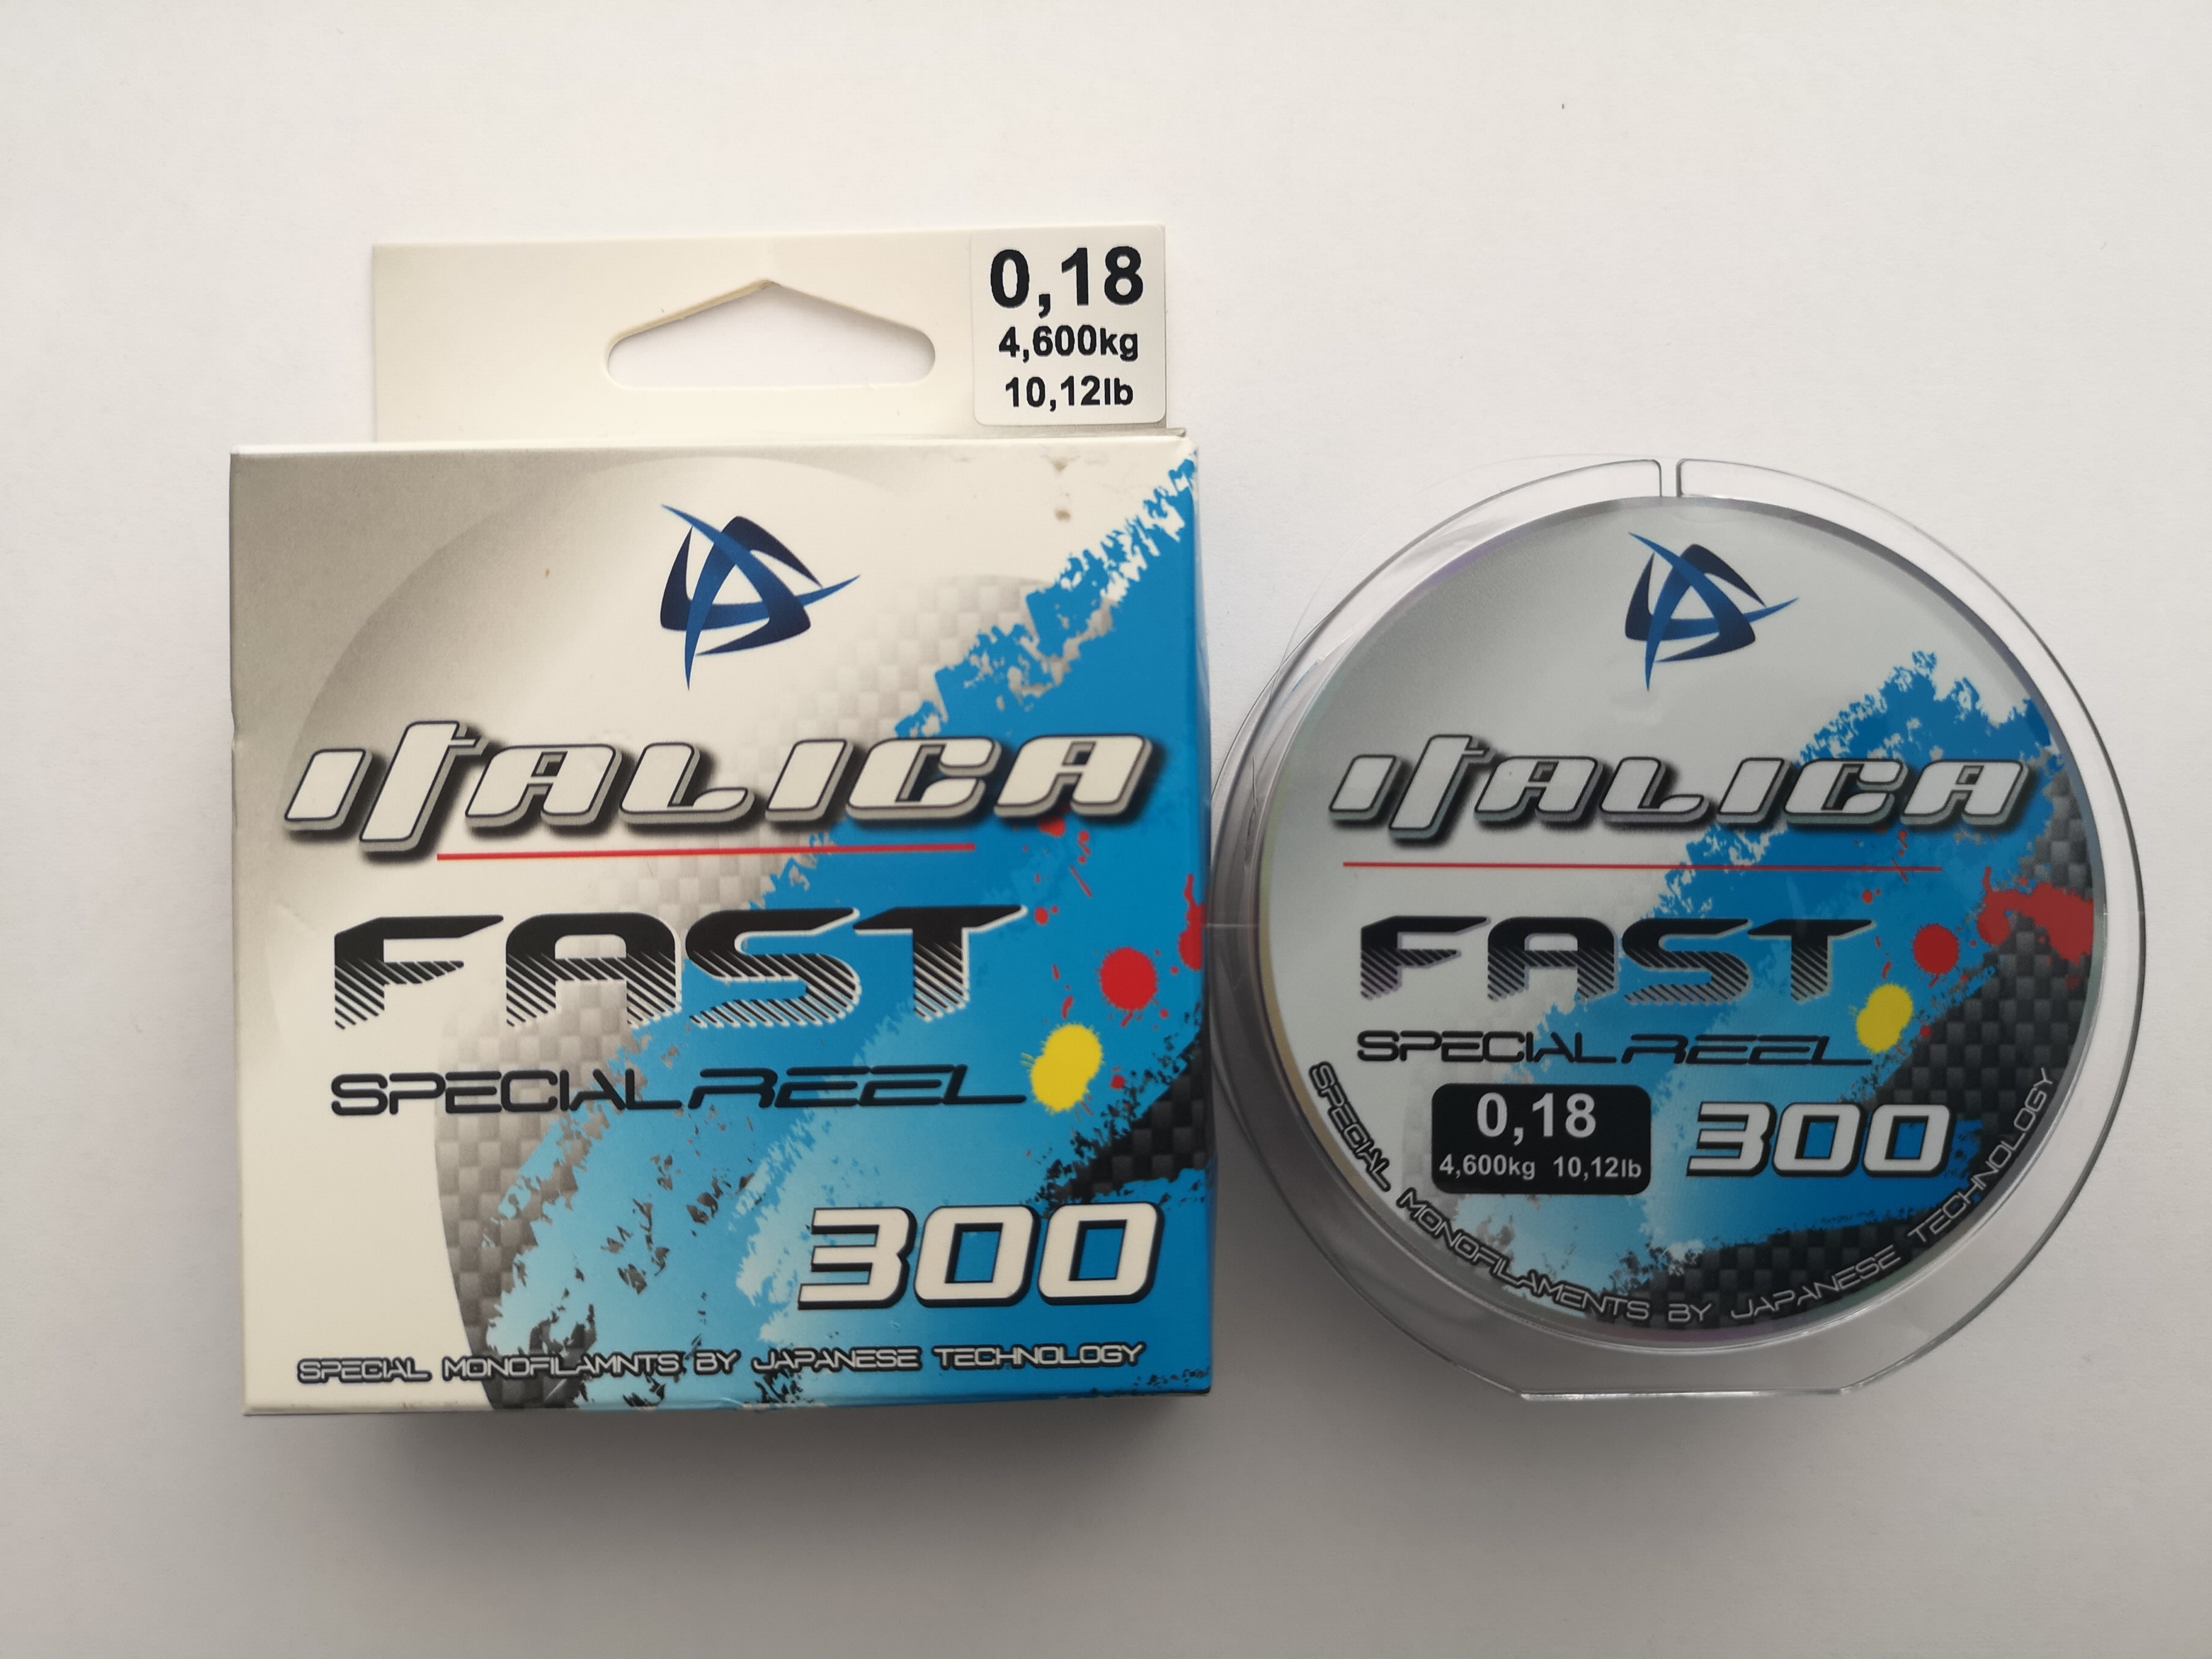 0,18
4,600kg
10,12lb
ITALICA
FAST
SPECIAL REEL
300
SPECIAL MONOFILAMNTS BY JAPANESE TECHNOLOGY
ITALICA
FAST
SPECIAL REEL
0,18
4,600kg 10,12lb
300
SPECIAL MONOFILAMENTS BY JAPANESE TECHNOLOGY